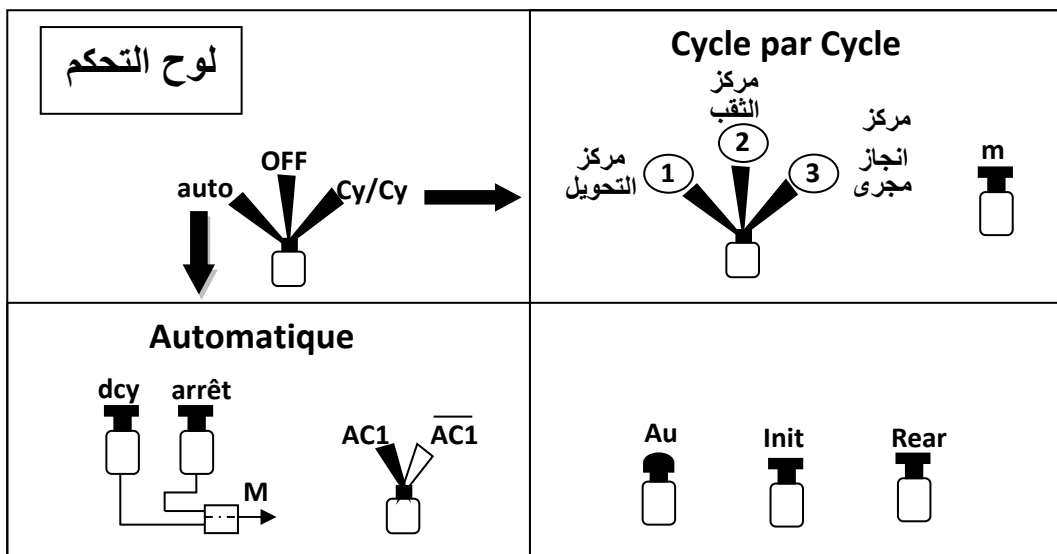 لوح التحكم
OFF
auto
Cy/Cy
Cycle par Cycle
مركز
الثقب
مركز
التحويل
مركز
انجاز
مجرى
1
2
3
m
Automatique
dcy
arrêt
M
AC1
A̅C̅1̅
Au
Init
Rear